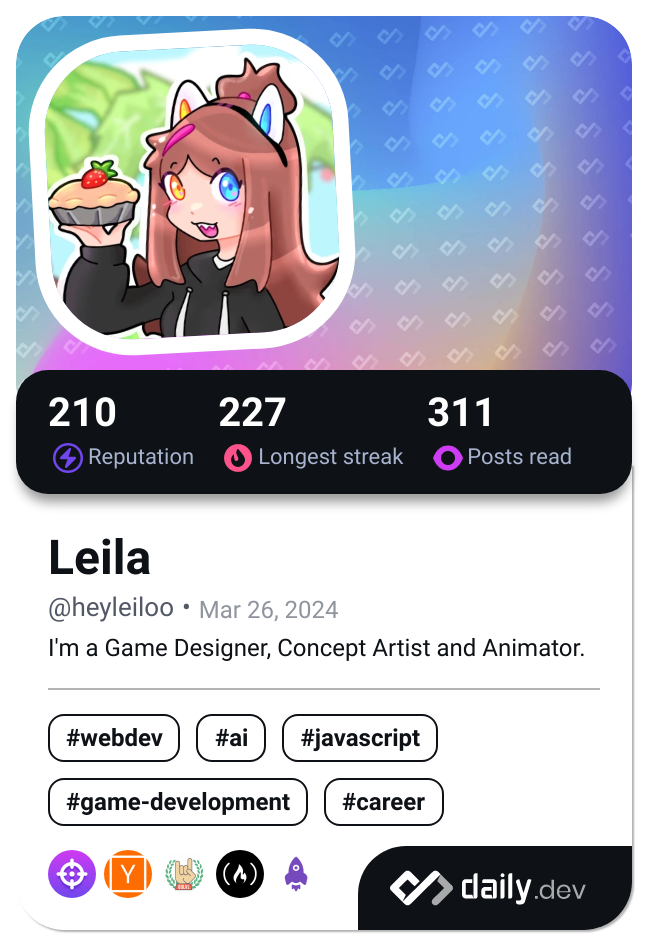 210 227 311
Reputation Longest streak Posts read
Leila
@heyleiloo • Mar 26, 2024
I'm a Game Designer, Concept Artist and Animator.
#webdev #ai #javascript
#game-development #career
Y
daily.dev